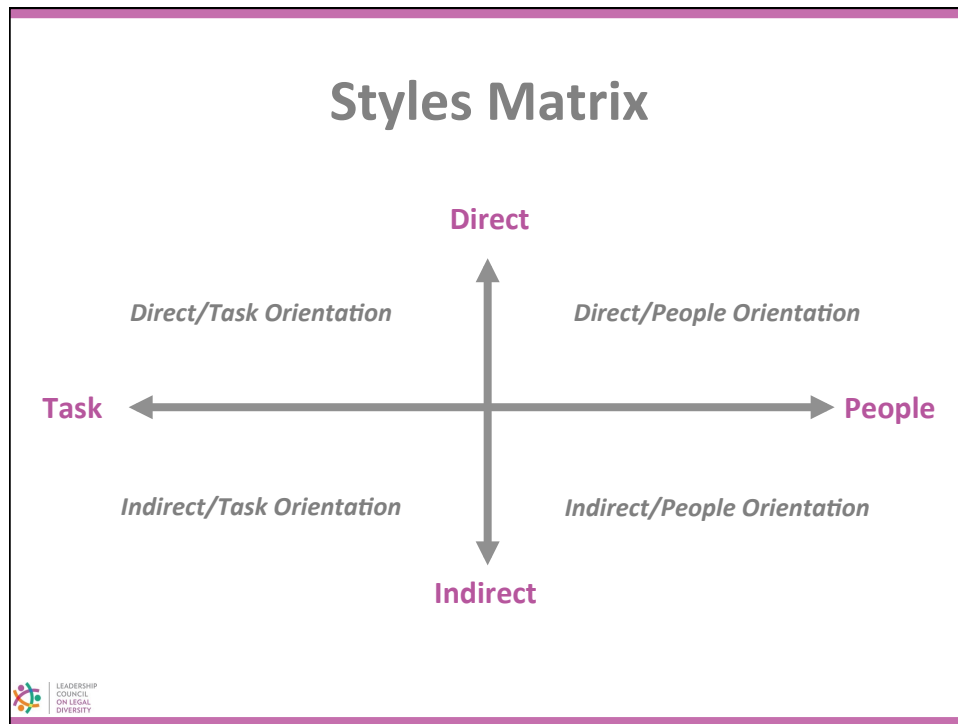 Styles Matrix
Direct
Direct/Task Orientation
Direct/People Orientation
Task
People
Indirect/Task Orientation
Indirect/People Orientation
Indirect
LEADERSHIP
COUNCIL
ON LEGAL
DIVERSITY